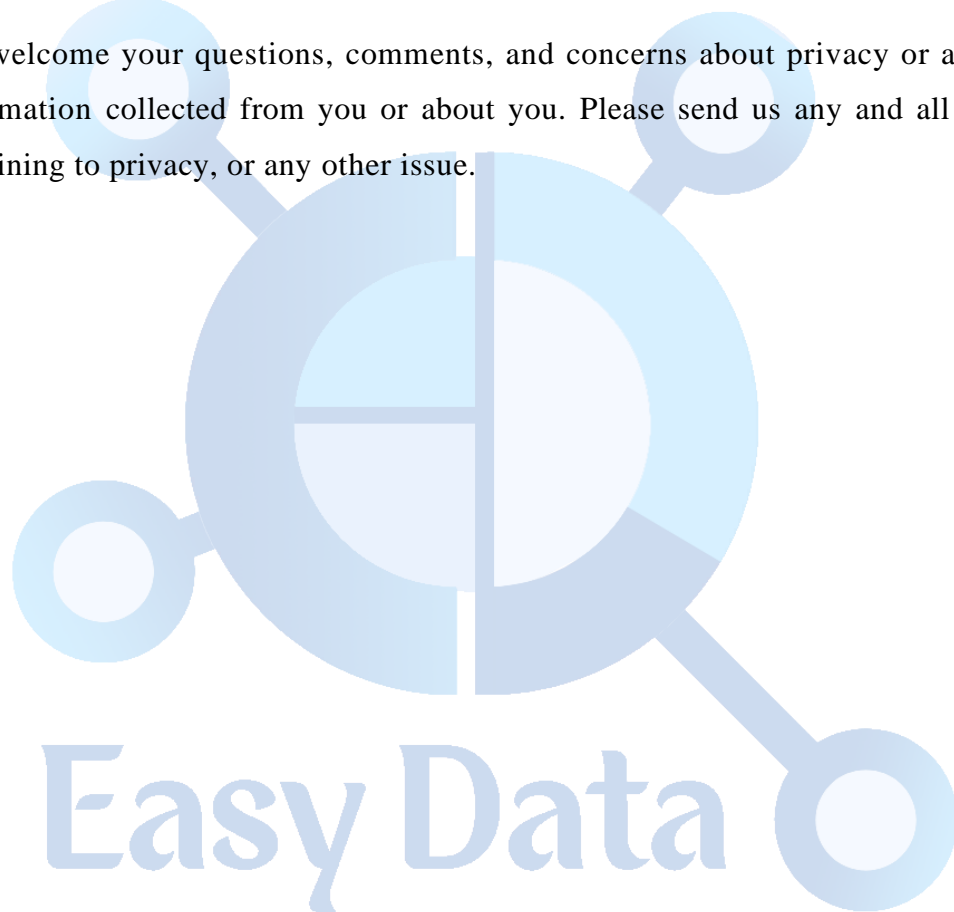 welcome your questions, comments, and concerns about privacy or a
mation collected from you or about you. Please send us any and all
ining to privacy, or any other issue.
Easy Data